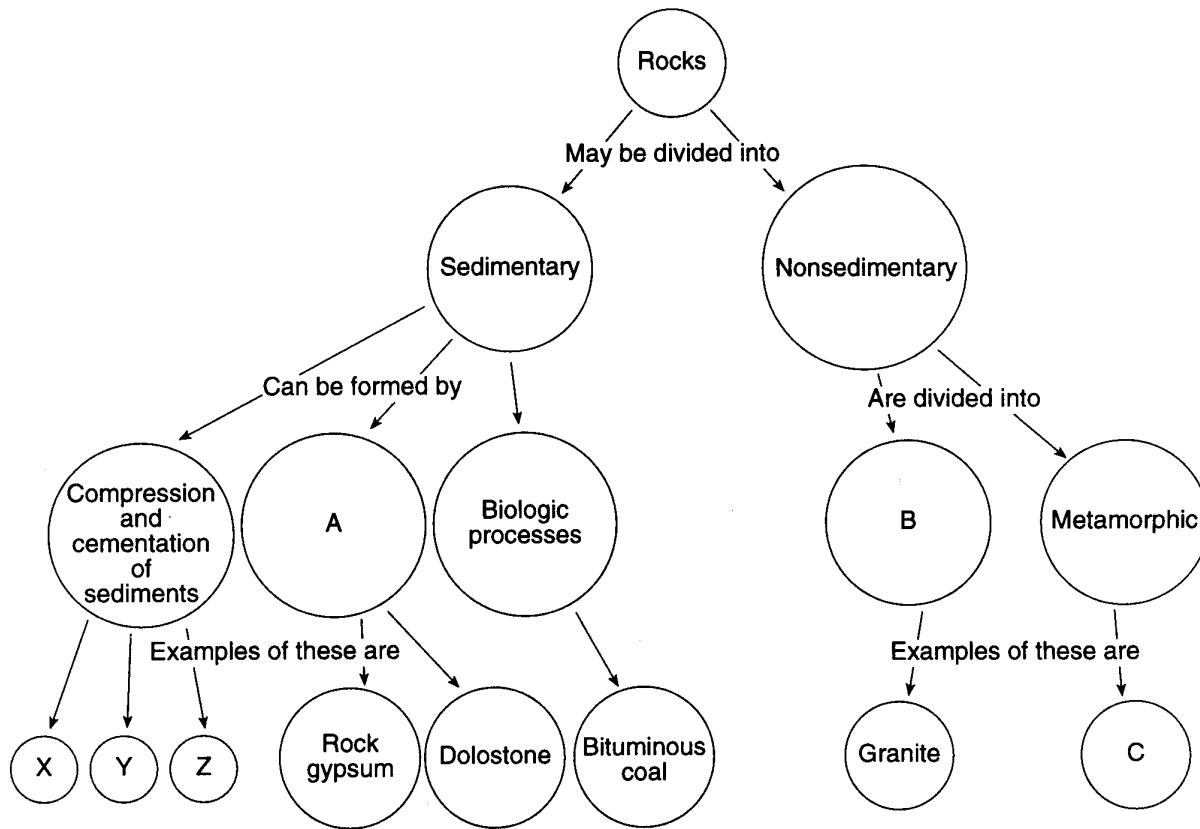 Rocks
May be divided into
Sedimentary
Nonsedimentary
Can be formed by
Are divided into
Compression
and
cementation
of
sediments
A
Biologic
processes
B
Metamorphic
Examples of these are
Examples of these are
X
Y
Z
Rock
gypsum
Dolostone
Bituminous
coal
Granite
C